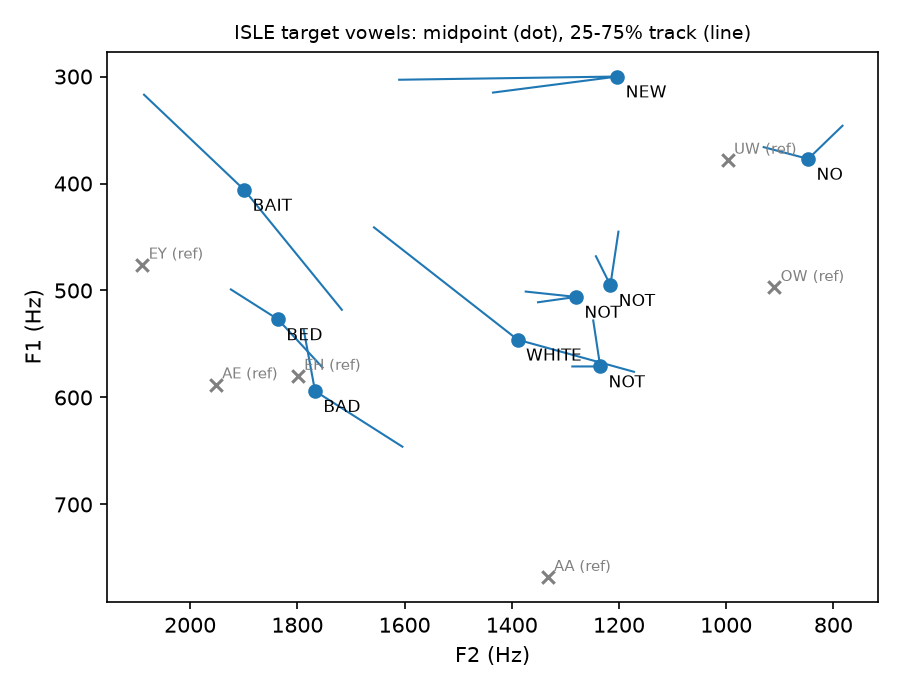 ISLE target vowels: midpoint (dot), 25-75% track (line)
300
NEW
UW (ref)
NO
400
BAIT
EY (ref)
OW (ref)
500
NOT
NOT
BED
WHITE
EH (ref)
AE (ref)
NOT
600
BAD
700
AA (ref)
F1 (Hz)
2000 1800 1600 1400 1200 1000 800
F2 (Hz)